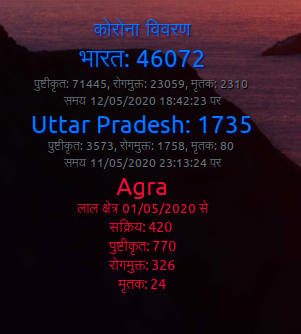 कोरोना विवरण
भारत: 46072
पुष्टीकृत: 71445, रोगमुक्त: 23059, मृतक: 2310
समय 12/05/2020 18:42:23 पर
Uttar Pradesh: 1735
पुष्टीकृत: 3573, रोगमुक्त: 1758, मृतक: 80
समय 11/05/2020 23:13:24 पर
Agra
लाल क्षेत्र 01/05/2020 से
सक्रिय: 420
पुष्टीकृत: 770
रोगमुक्त: 326
मृतक: 24